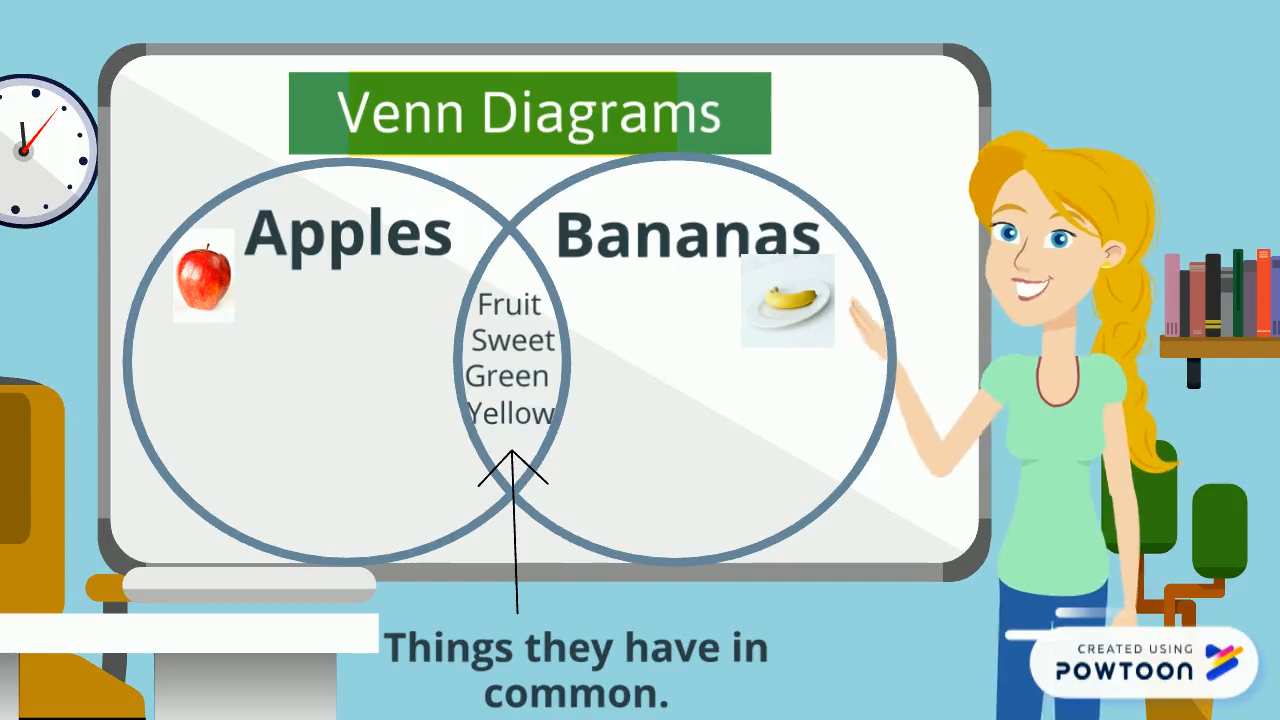 Venn Diagrams
Apples
Bananas
Fruit
Sweet
Green
Yellow
Things they have in
common.
CREATED USING
POWTOON